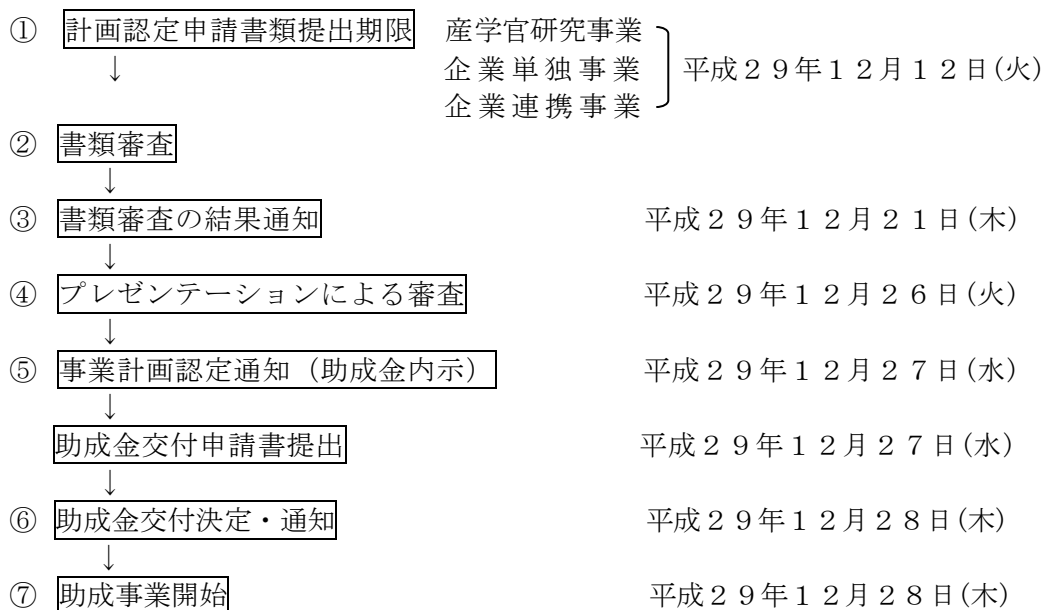 ① 計画認定申請書類提出期限 産学官研究事業
↓ 企業単独事業 平成２９年１２月１２日(火)
企業連携事業
② 書類審査
↓
③ 書類審査の結果通知 平成２９年１２月２１日(木)
↓
④ プレゼンテーションによる審査 平成２９年１２月２６日(火)
↓
⑤ 事業計画認定通知（助成金内示） 平成２９年１２月２７日(水)
↓
助成金交付申請書提出 平成２９年１２月２７日(水)
↓
⑥ 助成金交付決定・通知 平成２９年１２月２８日(木)
↓
⑦ 助成事業開始 平成２９年１２月２８日(木)